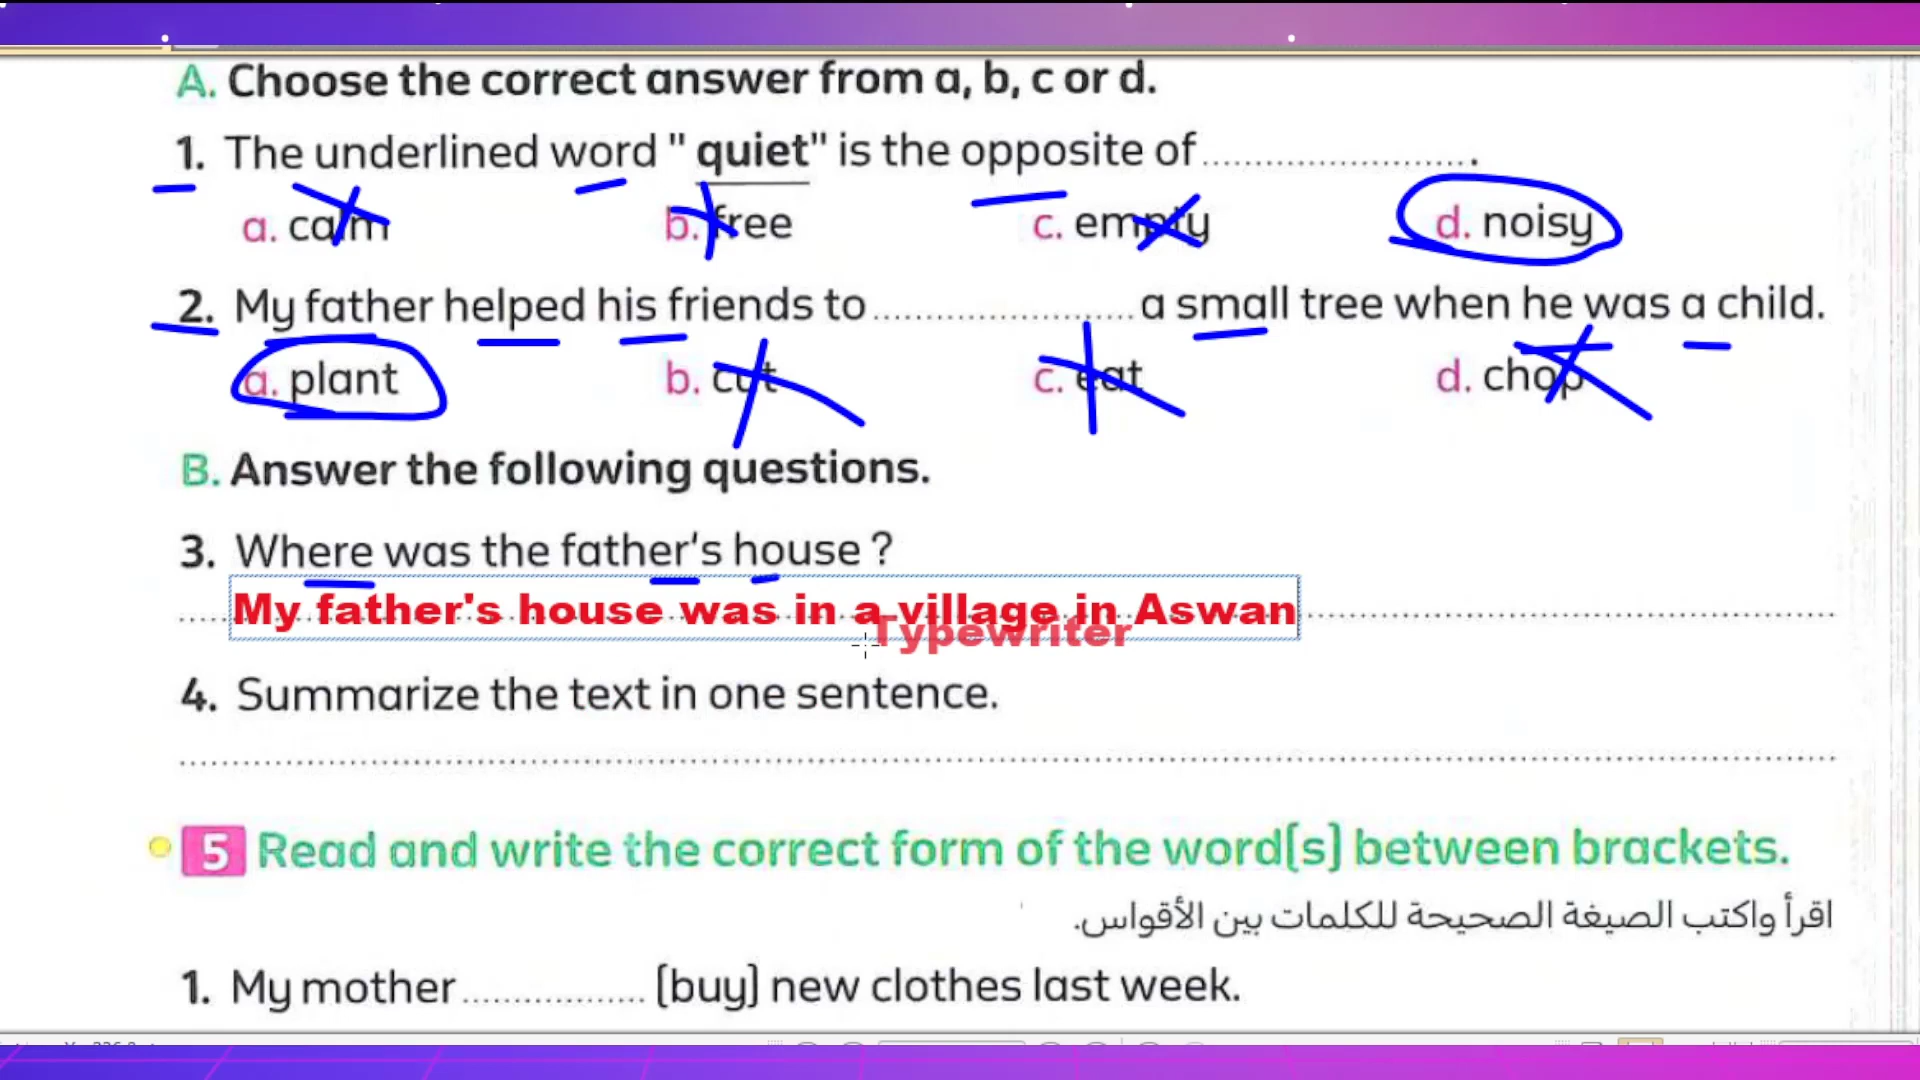 A. Choose the correct answer from a, b, c or d.
1. The underlined word " quiet" is the opposite of ........................ .
a. calm b. free c. empty d. noisy
2. My father helped his friends to ........................ a small tree when he was a child.
a. plant b. cut c. eat d. chop
B. Answer the following questions.
3. Where was the father's house ?
My father's house was in a village in Aswan
Typewriter
4. Summarize the text in one sentence.
5 Read and write the correct form of the word(s) between brackets.
اقرأ واكتب الصيغة الصحيحة للكلمات بين الأقواس.
1. My mother .................. (buy) new clothes last week.